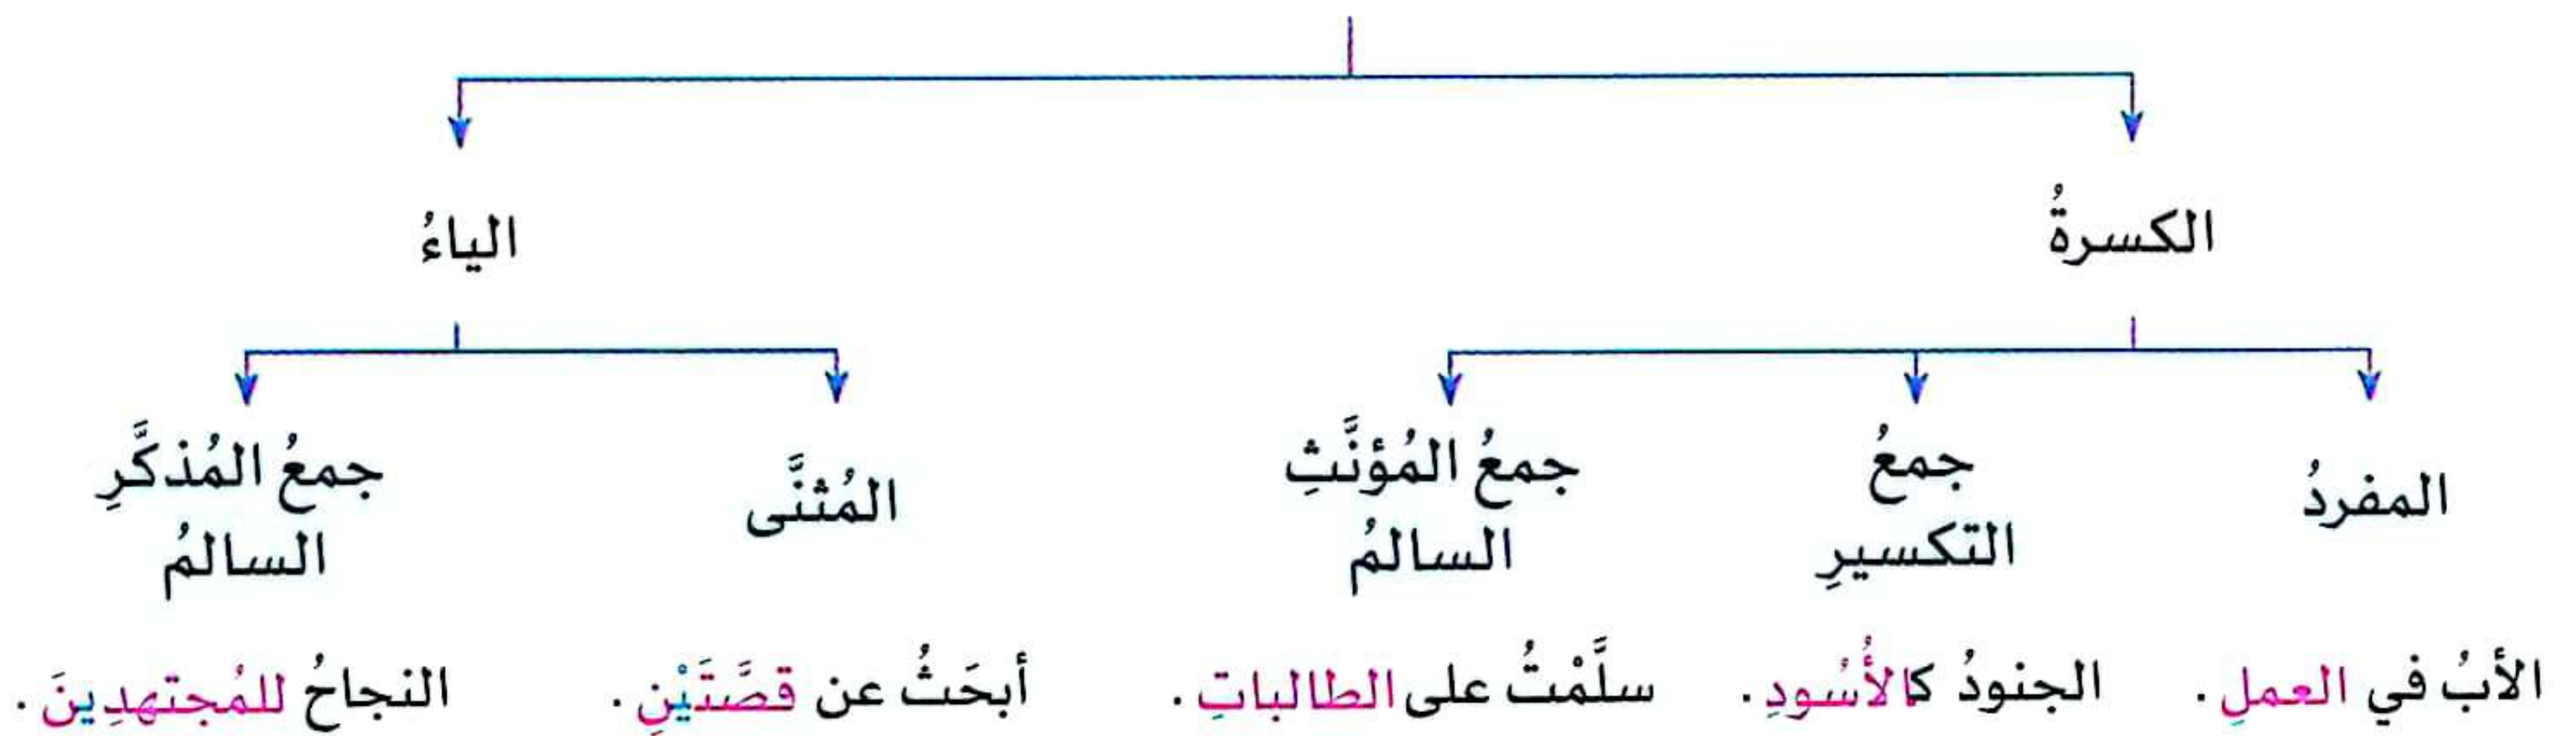 الكسرةُ
الياءُ
المفردُ
جمعُ
التكسيرِ
جمعُ المُؤنَّثِ
السالمُ
المُثنَّى
جمعُ المُذكَّرِ
السالمُ
الأبُ في العملِ.
الجنودُ كالأُسُودِ.
سلَّمْتُ على الطالباتِ.
أبحَثُ عن قصَّتَيْنِ.
النجاحُ للمُجتهدِينَ.